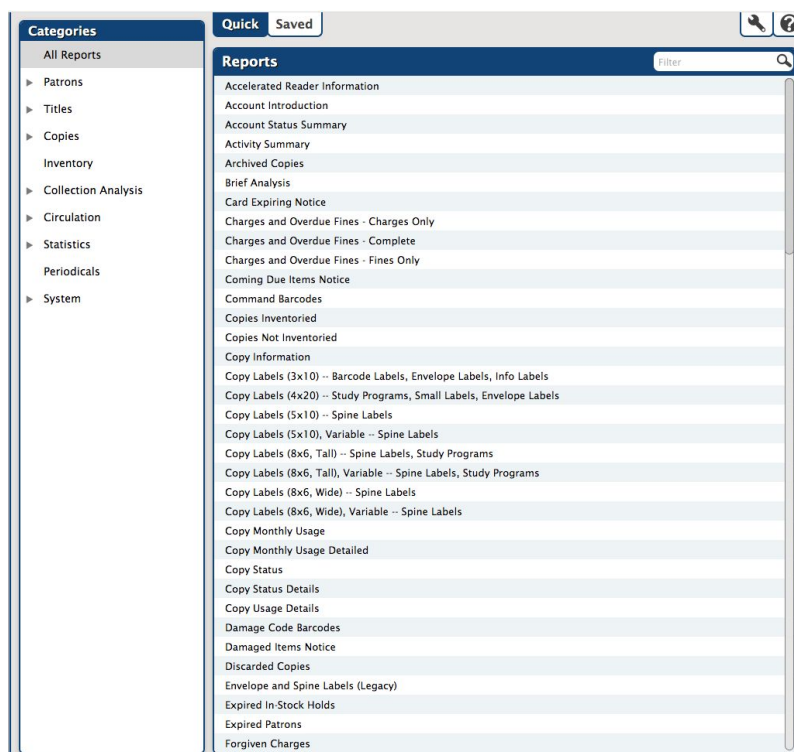 Categories
All Reports
Patrons
Titles
Copies
Inventory
Collection Analysis
Circulation
Statistics
Periodicals
System
Quick Saved
Reports Filter
Accelerated Reader Information
Account Introduction
Account Status Summary
Activity Summary
Archived Copies
Brief Analysis
Card Expiring Notice
Charges and Overdue Fines - Charges Only
Charges and Overdue Fines - Complete
Charges and Overdue Fines - Fines Only
Coming Due Items Notice
Command Barcodes
Copies Inventoried
Copies Not Inventoried
Copy Information
Copy Labels (3x10) -- Barcode Labels, Envelope Labels, Info Labels
Copy Labels (4x20) -- Study Programs, Small Labels, Envelope Labels
Copy Labels (5x10) -- Spine Labels
Copy Labels (5x10), Variable -- Spine Labels
Copy Labels (8x6, Tall) -- Spine Labels, Study Programs
Copy Labels (8x6, Tall), Variable -- Spine Labels, Study Programs
Copy Labels (8x6, Wide) -- Spine Labels
Copy Labels (8x6, Wide), Variable -- Spine Labels
Copy Monthly Usage
Copy Monthly Usage Detailed
Copy Status
Copy Status Details
Copy Usage Details
Damage Code Barcodes
Damaged Items Notice
Discarded Copies
Envelope and Spine Labels (Legacy)
Expired In-Stock Holds
Expired Patrons
Forgiven Charges